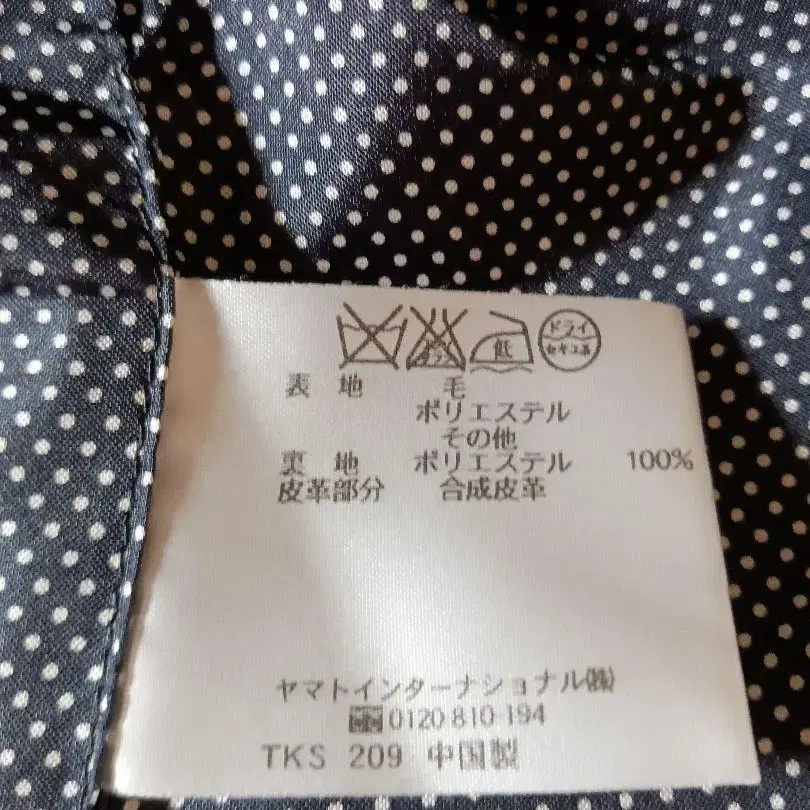 低 ドライ
セキユ系
表 地 毛
ポリエステル
その他
裏 地 ポリエステル 100%
皮革部分 合成皮革
ヤマトインターナショナル㈱
0120 810 194
TKS 209 中国製